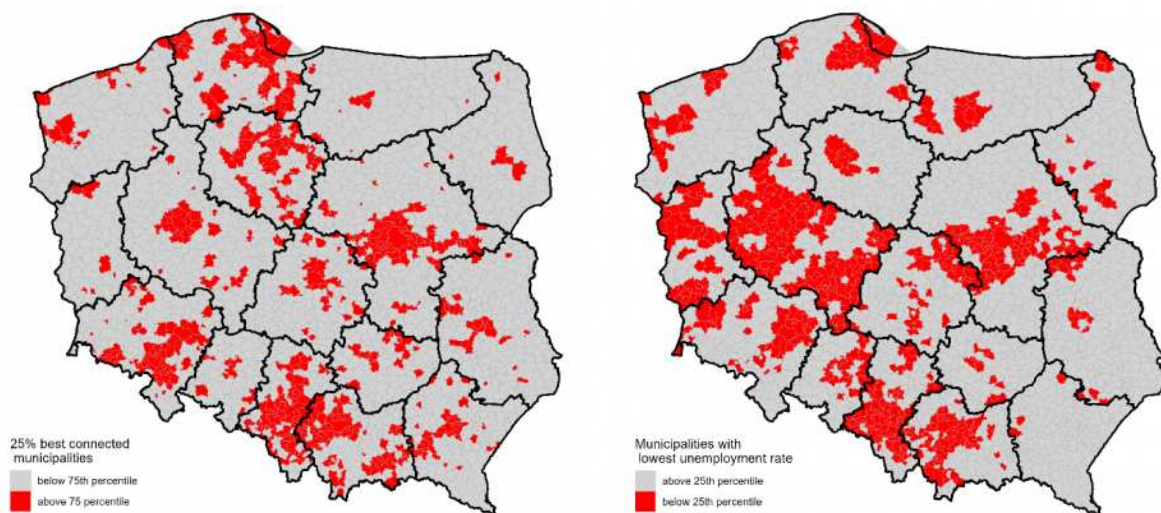 25% best connected
municipalities
below 75th percentile
above 75 percentile
Municipalities with
lowest unemployment rate
above 25th percentile
below 25th percentile